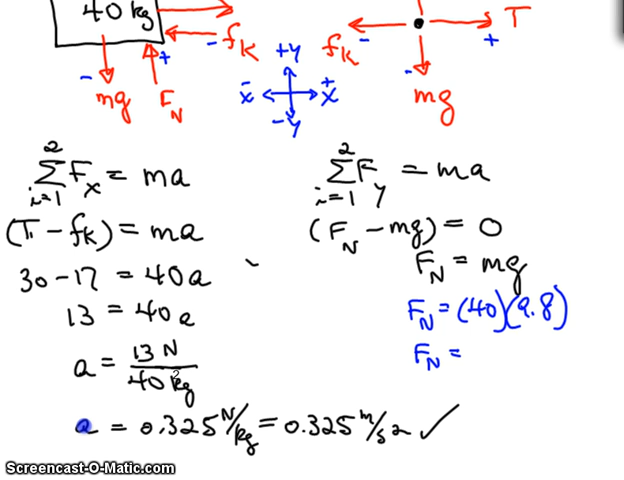 40 kg
- fk
- +
mg FN
+y
-x +x
-y
T
fk - +
-
mg
2
Σ Fx = ma
i=1
(T - fk) = ma
30 - 17 = 40a
13 = 40a
a = 13 N
40 kg
a = 0.325 N/kg = 0.325 m/s2 ✓
2
Σ Fy = ma
i=1
(FN - mg) = 0
FN = mg
FN = (40)(9.8)
FN =
Screencast-O-Matic.com